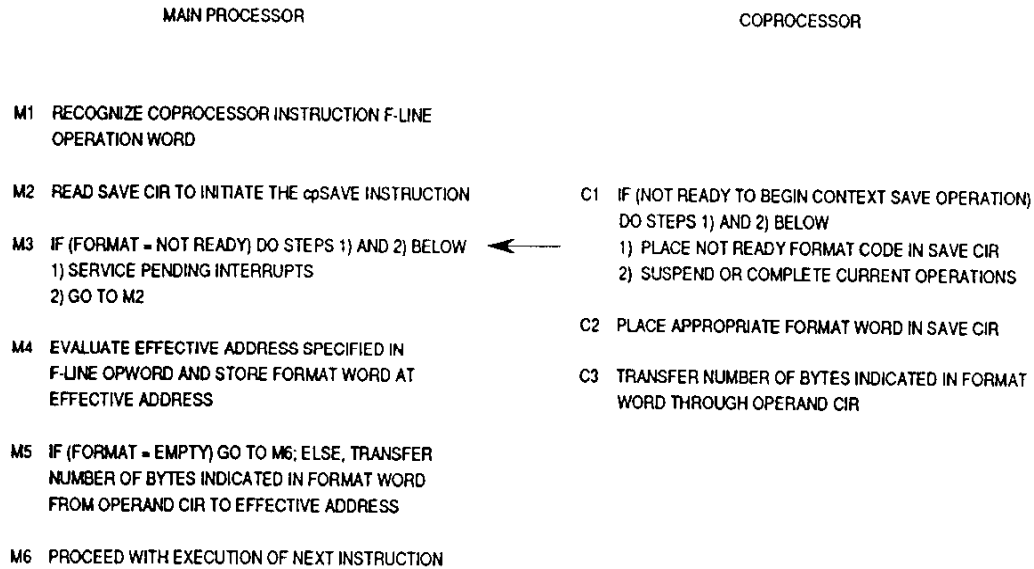 MAIN PROCESSOR
COPROCESSOR
M1 RECOGNIZE COPROCESSOR INSTRUCTION F-LINE
OPERATION WORD
M2 READ SAVE CIR TO INITIATE THE cpSAVE INSTRUCTION
M3 IF (FORMAT = NOT READY) DO STEPS 1) AND 2) BELOW
1) SERVICE PENDING INTERRUPTS
2) GO TO M2
M4 EVALUATE EFFECTIVE ADDRESS SPECIFIED IN
F-LINE OPWORD AND STORE FORMAT WORD AT
EFFECTIVE ADDRESS
M5 IF (FORMAT = EMPTY) GO TO M6; ELSE, TRANSFER
NUMBER OF BYTES INDICATED IN FORMAT WORD
FROM OPERAND CIR TO EFFECTIVE ADDRESS
M6 PROCEED WITH EXECUTION OF NEXT INSTRUCTION
C1 IF (NOT READY TO BEGIN CONTEXT SAVE OPERATION)
DO STEPS 1) AND 2) BELOW
1) PLACE NOT READY FORMAT CODE IN SAVE CIR
2) SUSPEND OR COMPLETE CURRENT OPERATIONS
C2 PLACE APPROPRIATE FORMAT WORD IN SAVE CIR
C3 TRANSFER NUMBER OF BYTES INDICATED IN FORMAT
WORD THROUGH OPERAND CIR